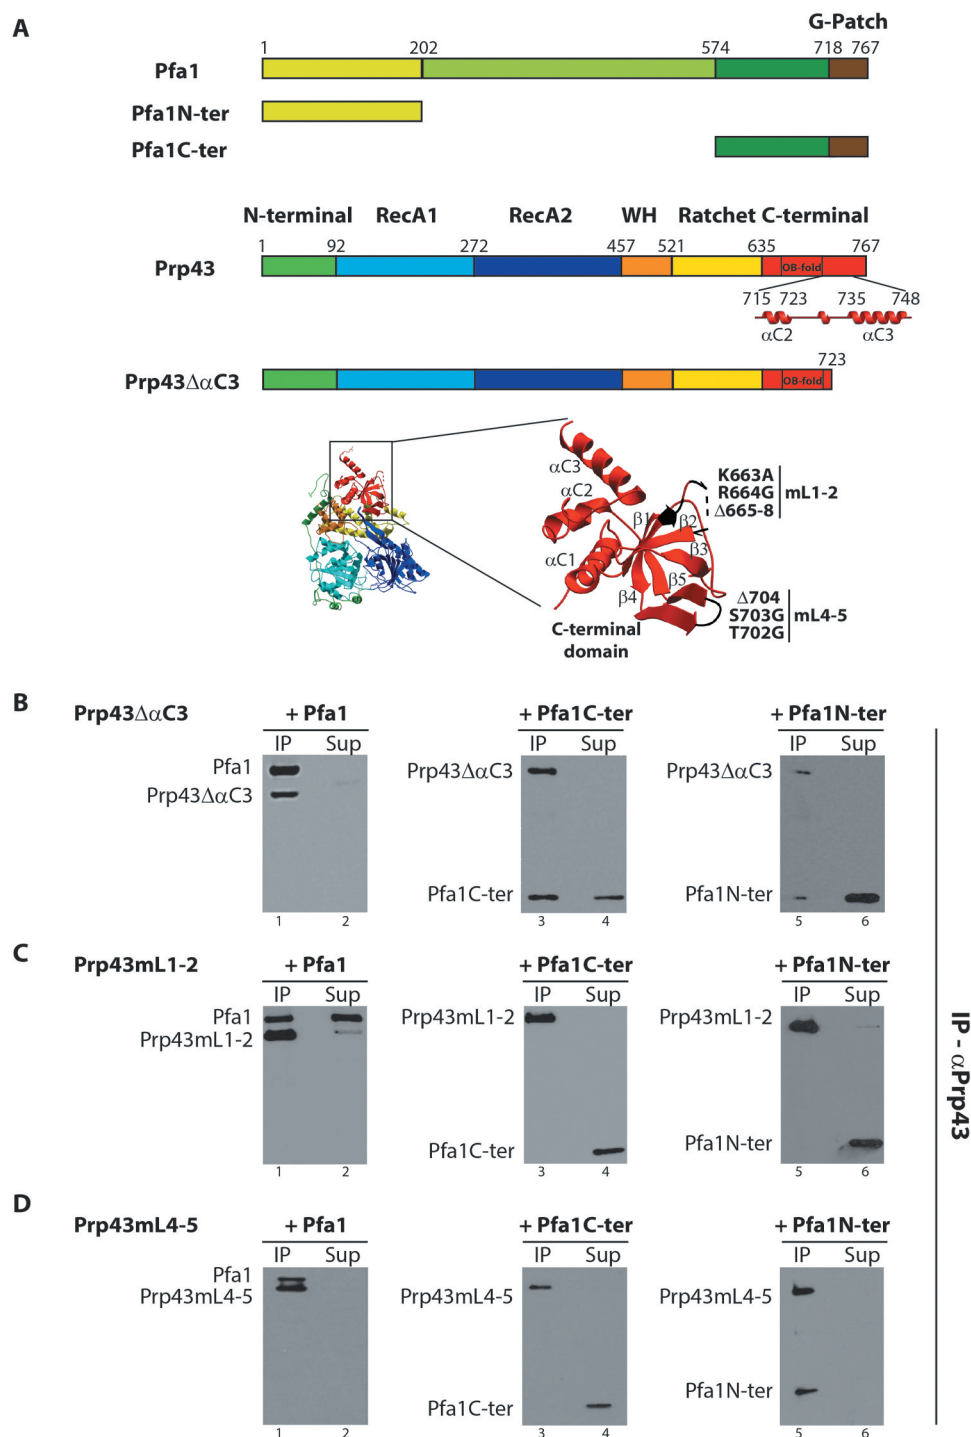 A
G-Patch
1 202 574 718 767
Pfa1
Pfa1N-ter
Pfa1C-ter
N-terminal RecA1 RecA2 WH Ratchet C-terminal
1 92 272 457 521 635 767
Prp43 OB-fold
715 723 735 748
αC2 αC3
723
Prp43ΔαC3 OB-fold
αC3
αC2
αC1
β1
β2
β3
β5
β4
K663A
R664G mL1-2
Δ665-8
Δ704
S703G mL4-5
T702G
C-terminal
domain
B
Prp43ΔαC3 + Pfa1 + Pfa1C-ter + Pfa1N-ter
IP Sup IP Sup IP Sup
Pfa1 Prp43ΔαC3 Prp43ΔαC3
Prp43ΔαC3
Pfa1C-ter Pfa1N-ter
1 2 3 4 5 6
C
Prp43mL1-2 + Pfa1 + Pfa1C-ter + Pfa1N-ter
IP Sup IP Sup IP Sup
Pfa1 Prp43mL1-2 Prp43mL1-2
Prp43mL1-2
Pfa1C-ter Pfa1N-ter
1 2 3 4 5 6
D
Prp43mL4-5 + Pfa1 + Pfa1C-ter + Pfa1N-ter
IP Sup IP Sup IP Sup
Pfa1
Prp43mL4-5 Prp43mL4-5 Prp43mL4-5
Pfa1C-ter Pfa1N-ter
1 2 3 4 5 6
IP - αPrp43